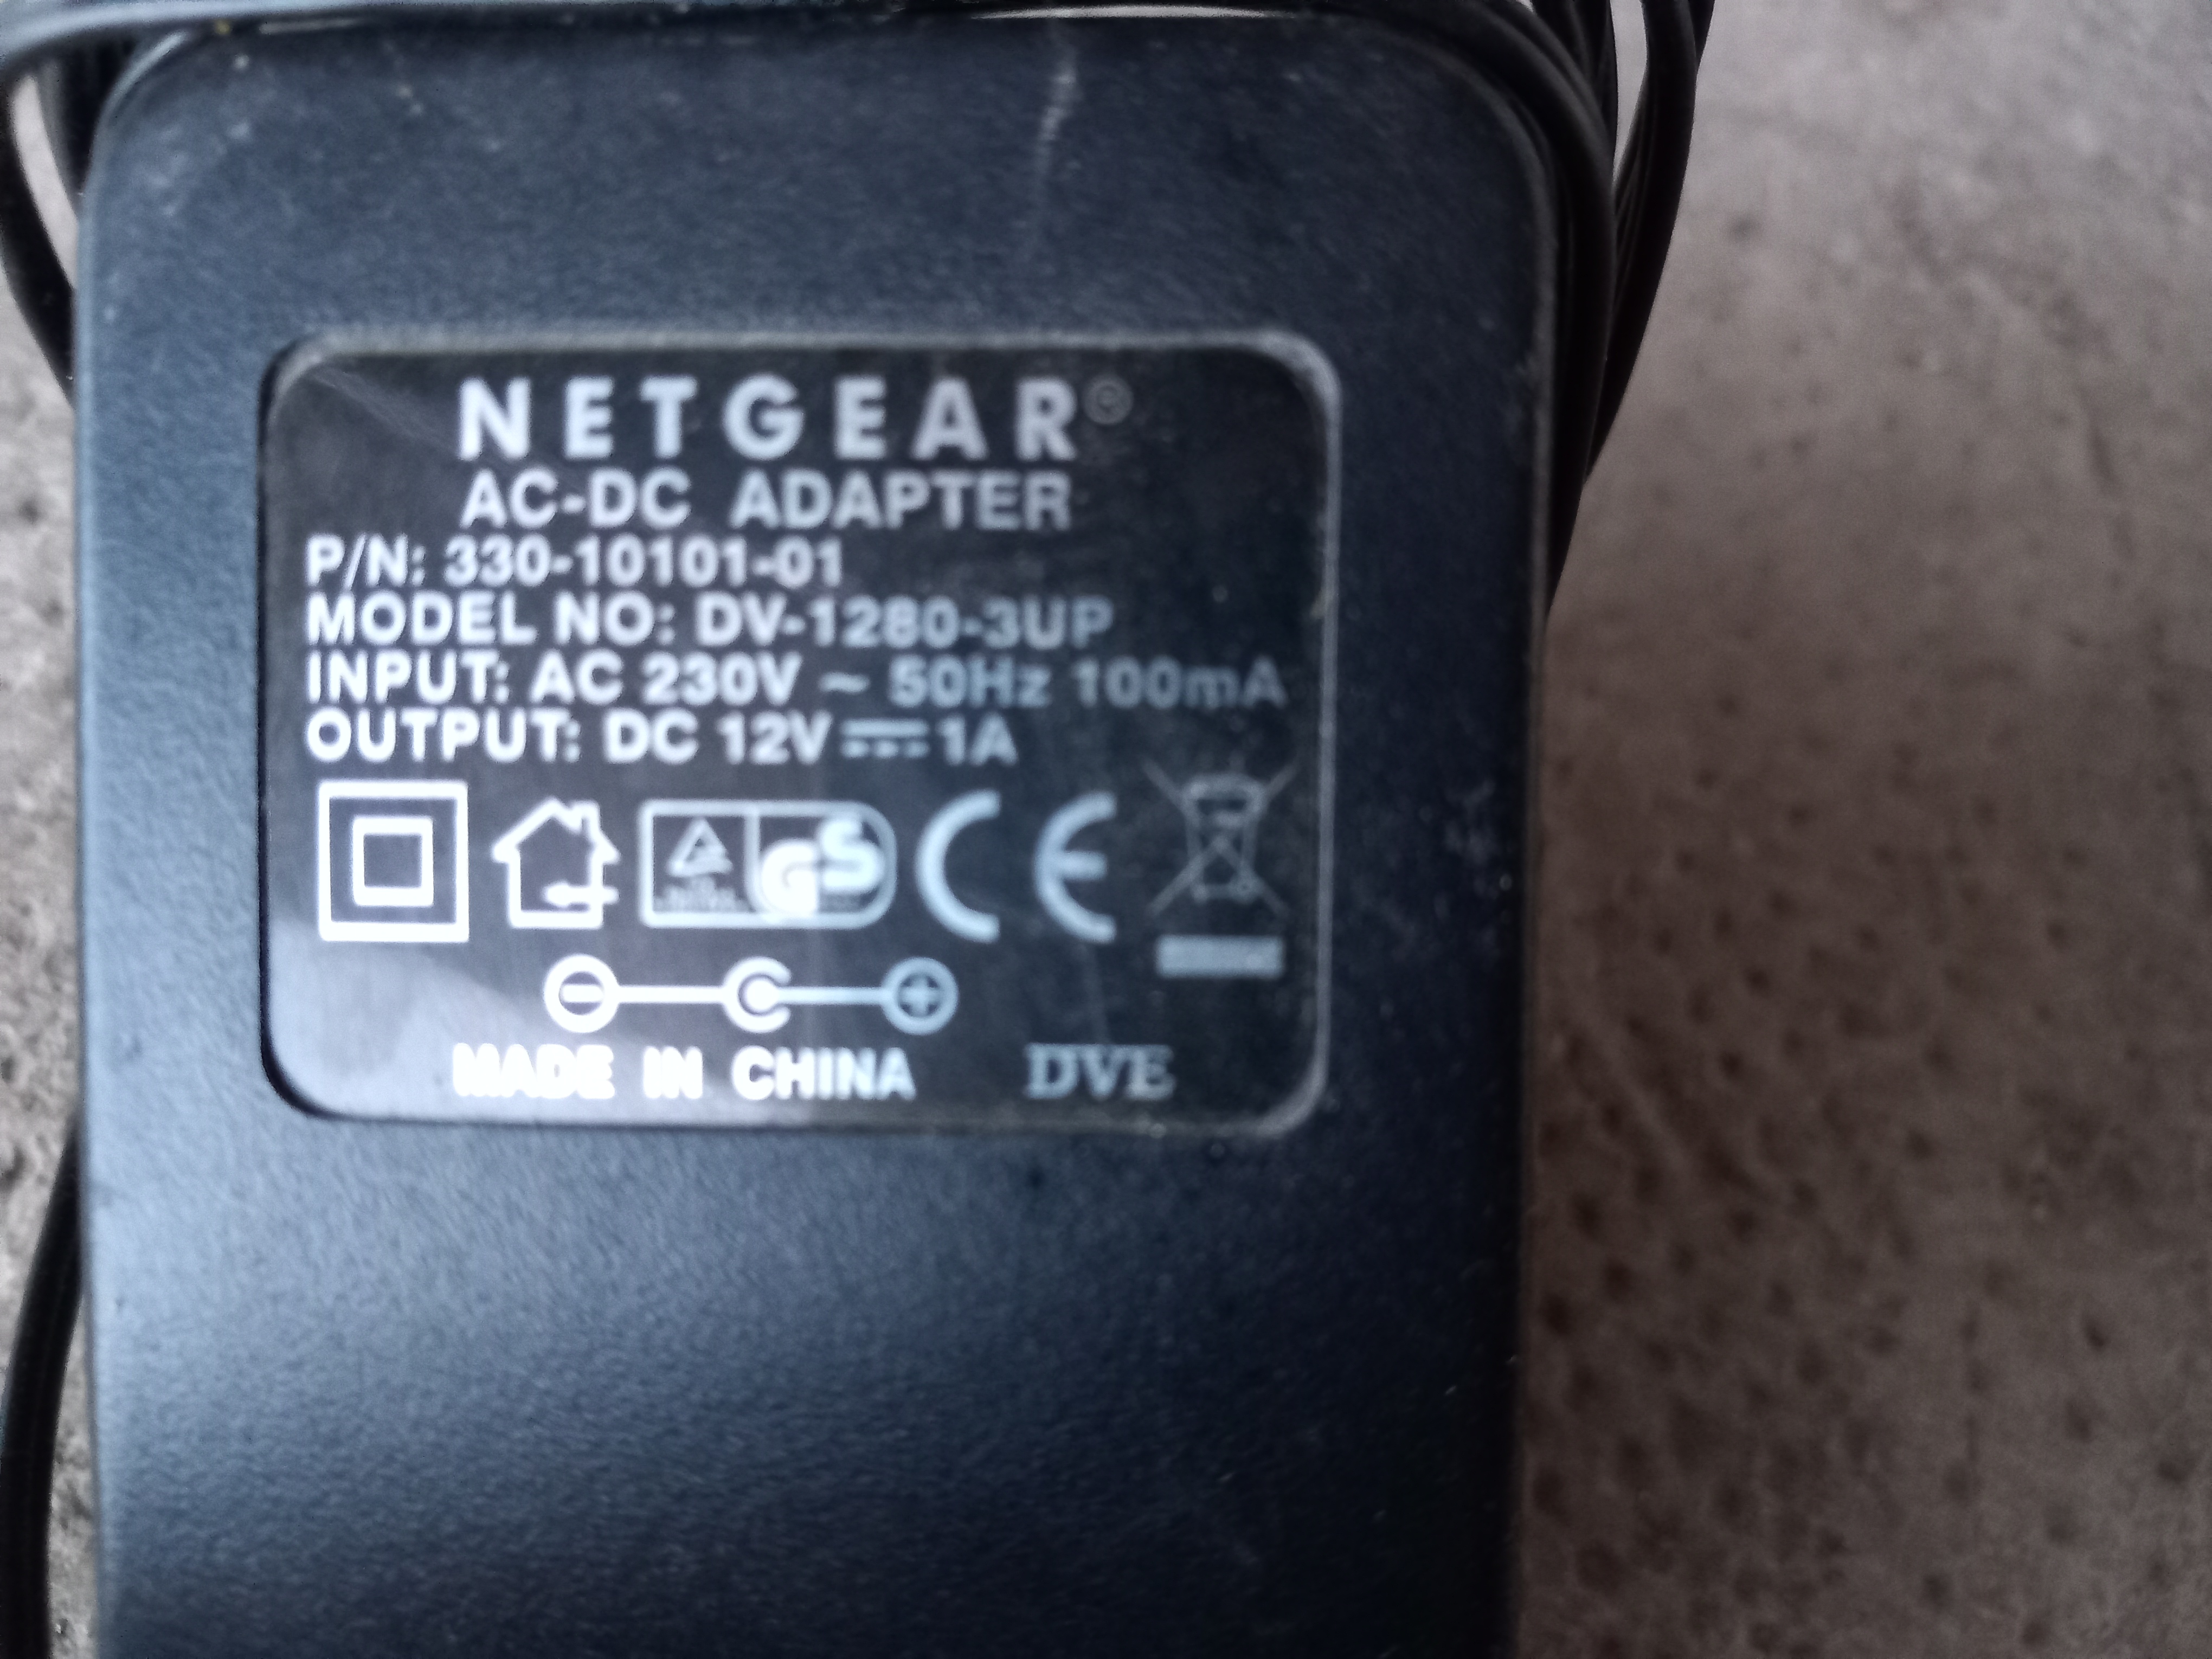 NETGEAR®
AC-DC ADAPTER
P/N: 330-10101-01
MODEL NO: DV-1280-3UP
INPUT: AC 230V ~ 50Hz 100mA
OUTPUT: DC 12V ⎓ 1A
GS CE
MADE IN CHINA DVE